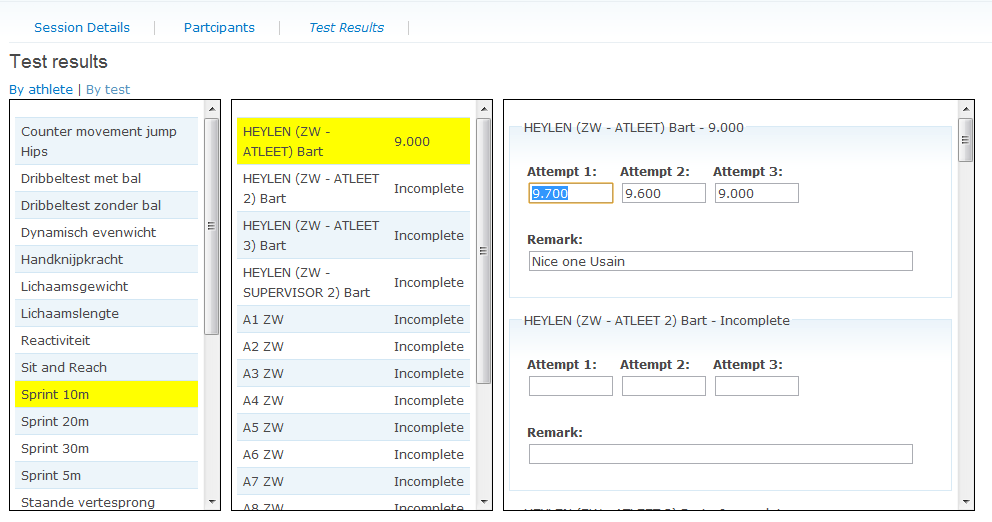 Session Details | Partcipants | Test Results |
Test results
By athlete | By test
Counter movement jump
Hips
Dribbeltest met bal
Dribbeltest zonder bal
Dynamisch evenwicht
Handknijpkracht
Lichaamsgewicht
Lichaamslengte
Reactiviteit
Sit and Reach
Sprint 10m
Sprint 20m
Sprint 30m
Sprint 5m
Staande vertesprong
HEYLEN (ZW -
ATLEET) Bart 9.000
HEYLEN (ZW - ATLEET
2) Bart Incomplete
HEYLEN (ZW - ATLEET
3) Bart Incomplete
HEYLEN (ZW -
SUPERVISOR 2) Bart Incomplete
A1 ZW Incomplete
A2 ZW Incomplete
A3 ZW Incomplete
A4 ZW Incomplete
A5 ZW Incomplete
A6 ZW Incomplete
A7 ZW Incomplete
A8 ZW Incomplete
HEYLEN (ZW - ATLEET) Bart - 9.000
Attempt 1: Attempt 2: Attempt 3:
9.700 9.600 9.000
Remark:
Nice one Usain
HEYLEN (ZW - ATLEET 2) Bart - Incomplete
Attempt 1: Attempt 2: Attempt 3:
Remark: